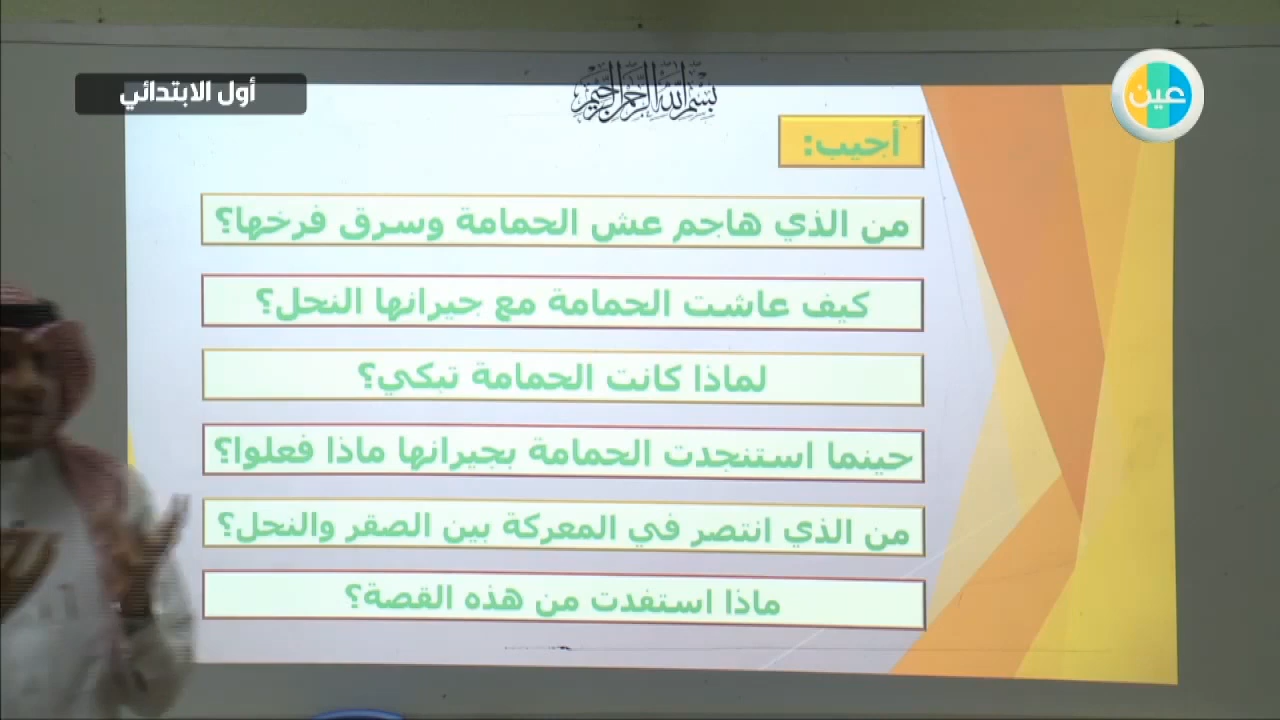 أول الابتدائي
عين
بسم الله الرحمن الرحيم
أجيب:
من الذي هاجم عش الحمامة وسرق فرخها؟
كيف عاشت الحمامة مع جيرانها النحل؟
لماذا كانت الحمامة تبكي؟
حينما استنجدت الحمامة بجيرانها ماذا فعلوا؟
من الذي انتصر في المعركة بين الصقر والنحل؟
ماذا استفدت من هذه القصة؟